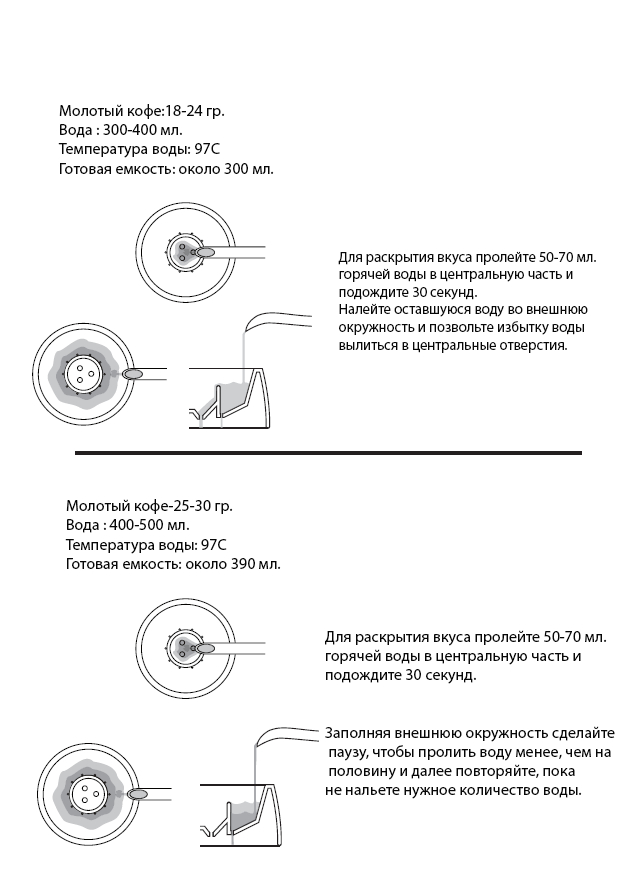 Молотый кофе:18-24 гр.
Вода : 300-400 мл.
Температура воды: 97С
Готовая емкость: около 300 мл.
Для раскрытия вкуса пролейте 50-70 мл.
горячей воды в центральную часть и
подождите 30 секунд.
Налейте оставшуюся воду во внешнюю
окружность и позвольте избытку воды
вылиться в центральные отверстия.
Молотый кофе-25-30 гр.
Вода : 400-500 мл.
Температура воды: 97С
Готовая емкость: около 390 мл.
Для раскрытия вкуса пролейте 50-70 мл.
горячей воды в центральную часть и
подождите 30 секунд.
Заполняя внешнюю окружность сделайте
паузу, чтобы пролить воду менее, чем на
половину и далее повторяйте, пока
не нальете нужное количество воды.